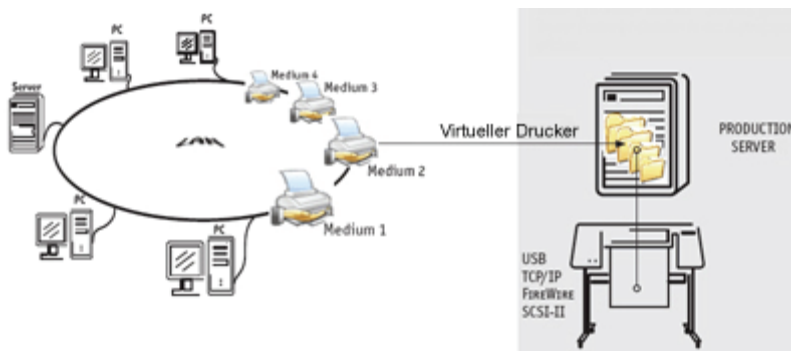 PC
PC
Server
Medium 4
Medium 3
LAN
Virtueller Drucker
PRODUCTION
SERVER
Medium 2
Medium 1
PC
PC
USB
TCP/IP
FIREWIRE
SCSI-II